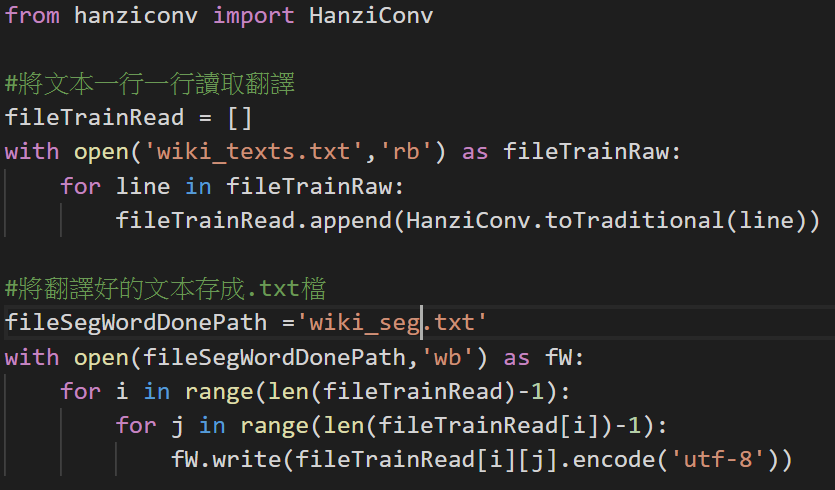 from hanziconv import HanziConv
#將文本一行一行讀取翻譯
fileTrainRead = []
with open('wiki_texts.txt','rb') as fileTrainRaw:
    for line in fileTrainRaw:
        fileTrainRead.append(HanziConv.toTraditional(line))
#將翻譯好的文本存成.txt檔
fileSegWordDonePath ='wiki_seg.txt'
with open(fileSegWordDonePath,'wb') as fW:
    for i in range(len(fileTrainRead)-1):
        for j in range(len(fileTrainRead[i])-1):
            fW.write(fileTrainRead[i][j].encode('utf-8'))